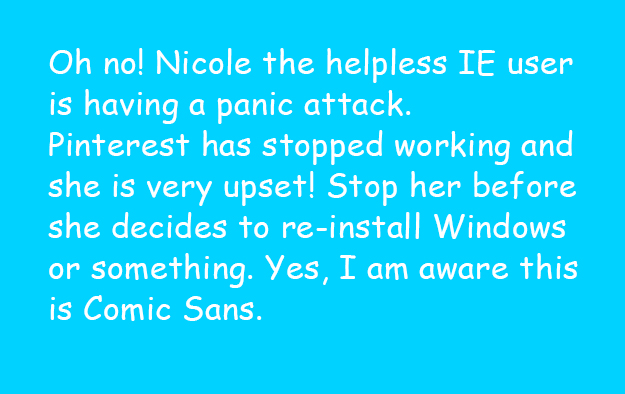 Oh no! Nicole the helpless IE user
is having a panic attack.
Pinterest has stopped working and
she is very upset! Stop her before
she decides to re-install Windows
or something. Yes, I am aware this
is Comic Sans.